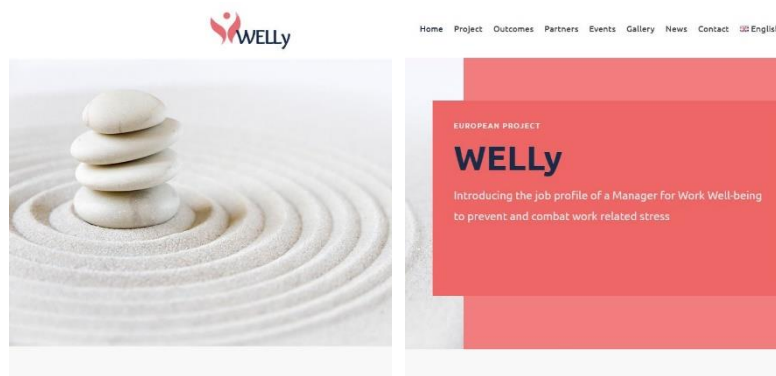 WELLy
Home Project Outcomes Partners Events Gallery News Contact English
EUROPEAN PROJECT
WELLy
Introducing the job profile of a Manager for Work Well-being
to prevent and combat work related stress